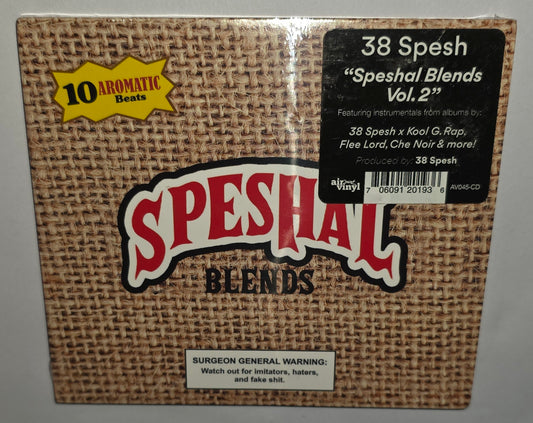 10 AROMATIC
Beats
38 Spesh
"Speshal Blends
Vol. 2"
Featuring instrumentals from albums by:
38 Spesh x Kool G. Rap,
Flee Lord, Che Noir & more!
Produced by: 38 Spesh
air
vinyl
7 06091 20193 6
AV045-CD
SPESHAL
BLENDS
SURGEON GENERAL WARNING:
Watch out for imitators, haters,
and fake shit.